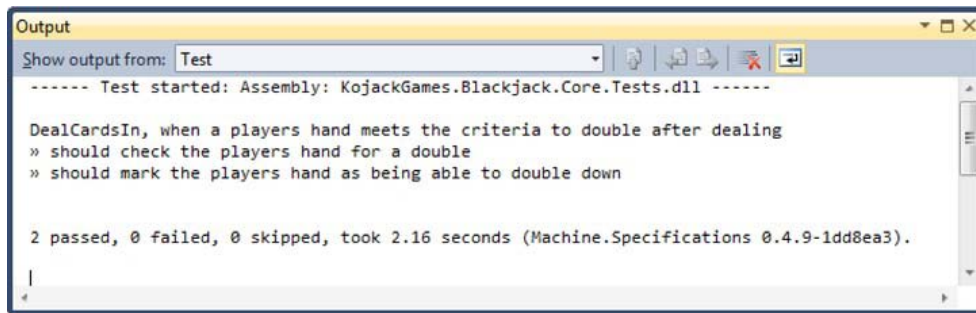 Output
Show output from: Test
------ Test started: Assembly: KojackGames.Blackjack.Core.Tests.dll ------
DealCardsIn, when a players hand meets the criteria to double after dealing
» should check the players hand for a double
» should mark the players hand as being able to double down
2 passed, 0 failed, 0 skipped, took 2.16 seconds (Machine.Specifications 0.4.9-1dd8ea3).